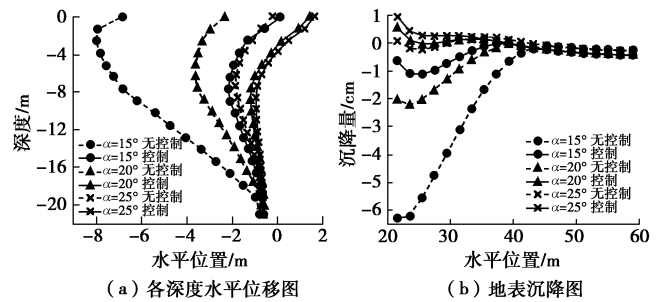 0
-4
-8
-12
-16
-20
深度/m
α=15° 无控制
α=15° 控制
α=20° 无控制
α=20° 控制
α=25° 无控制
α=25° 控制
-8 -6 -4 -2 0 2
水平位置/m
(a) 各深度水平位移图
1
0
-1
-2
-3
-4
-5
-6
沉降量/cm
α=15° 无控制
α=15° 控制
α=20° 无控制
α=20° 控制
α=25° 无控制
α=25° 控制
20 30 40 50 60
水平位置/m
(b) 地表沉降图